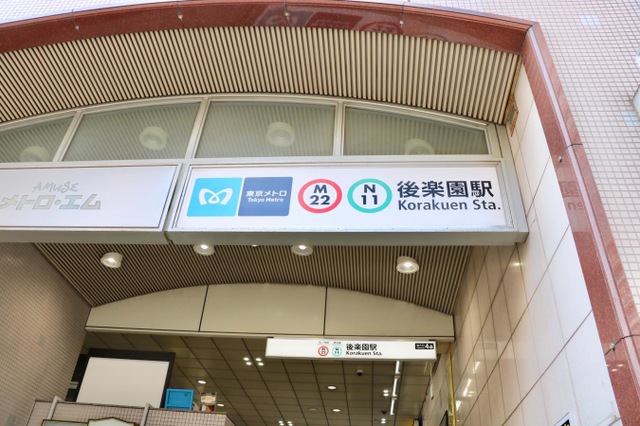 AMUSE
メトロ・エム
東京メトロ
Tokyo Metro
M
22
N
11
後楽園駅
Korakuen Sta.
後楽園駅
Korakuen Sta.